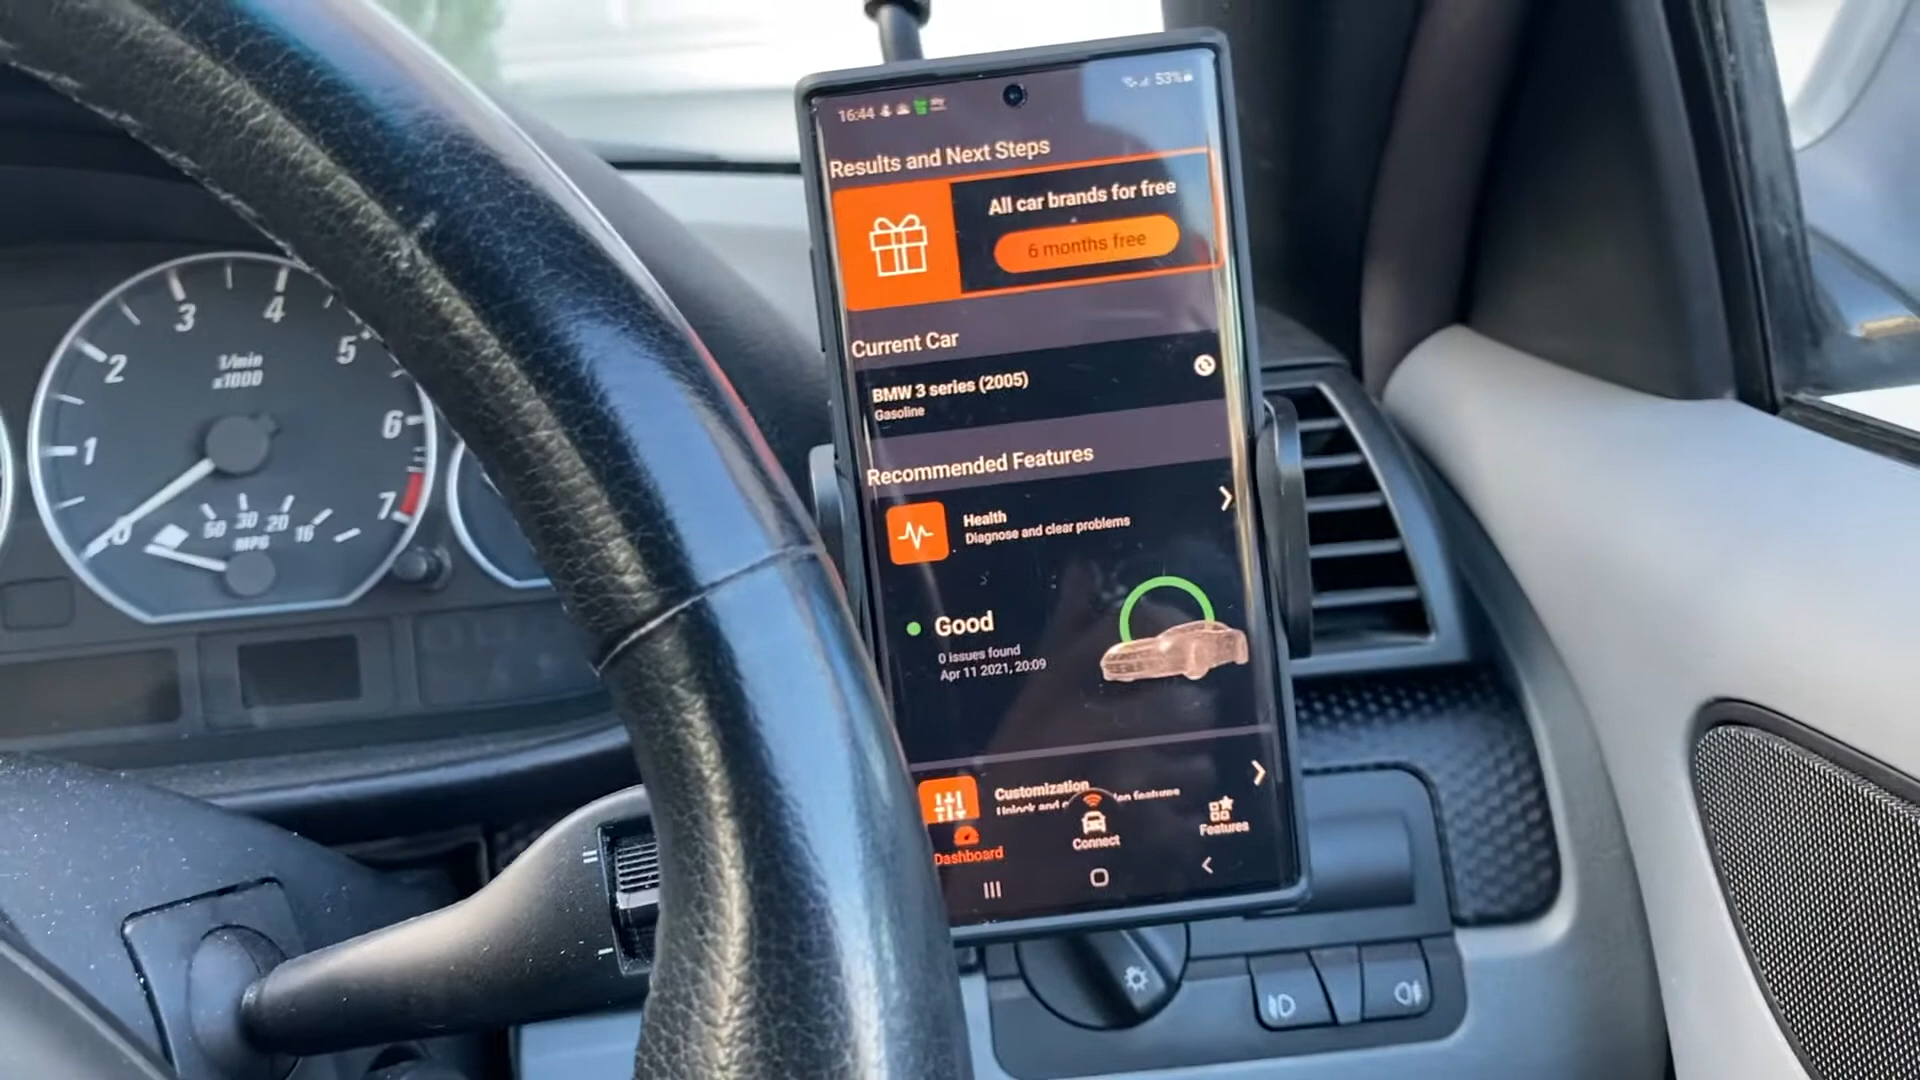 16:44
53%
Results and Next Steps
All car brands for free
6 months free
Current Car
BMW 3 series (2005)
Gasoline
Recommended Features
Health
Diagnose and clear problems
Good
0 issues found
Apr 11 2021, 20:09
Customization
Unlock and
features
Dashboard
Connect
Features
1/min
x1000
0
1
2
3
4
5
6
7
50
30
20
16
MPG